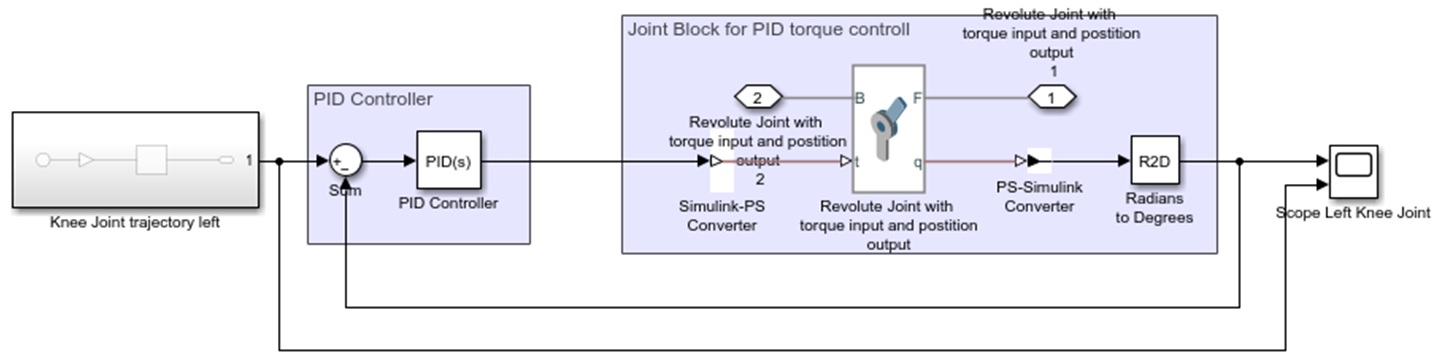 Revolute Joint with
torque input and postition
output
1
Joint Block for PID torque controll
PID Controller
2
B
F
1
Revolute Joint with
torque input and postition
output
2
1
+
−
Sum
PID(s)
PID Controller
t
q
R2D
Knee Joint trajectory left
Simulink-PS
Converter
Revolute Joint with
torque input and postition
output
PS-Simulink
Converter
Radians
to Degrees
Scope Left Knee Joint